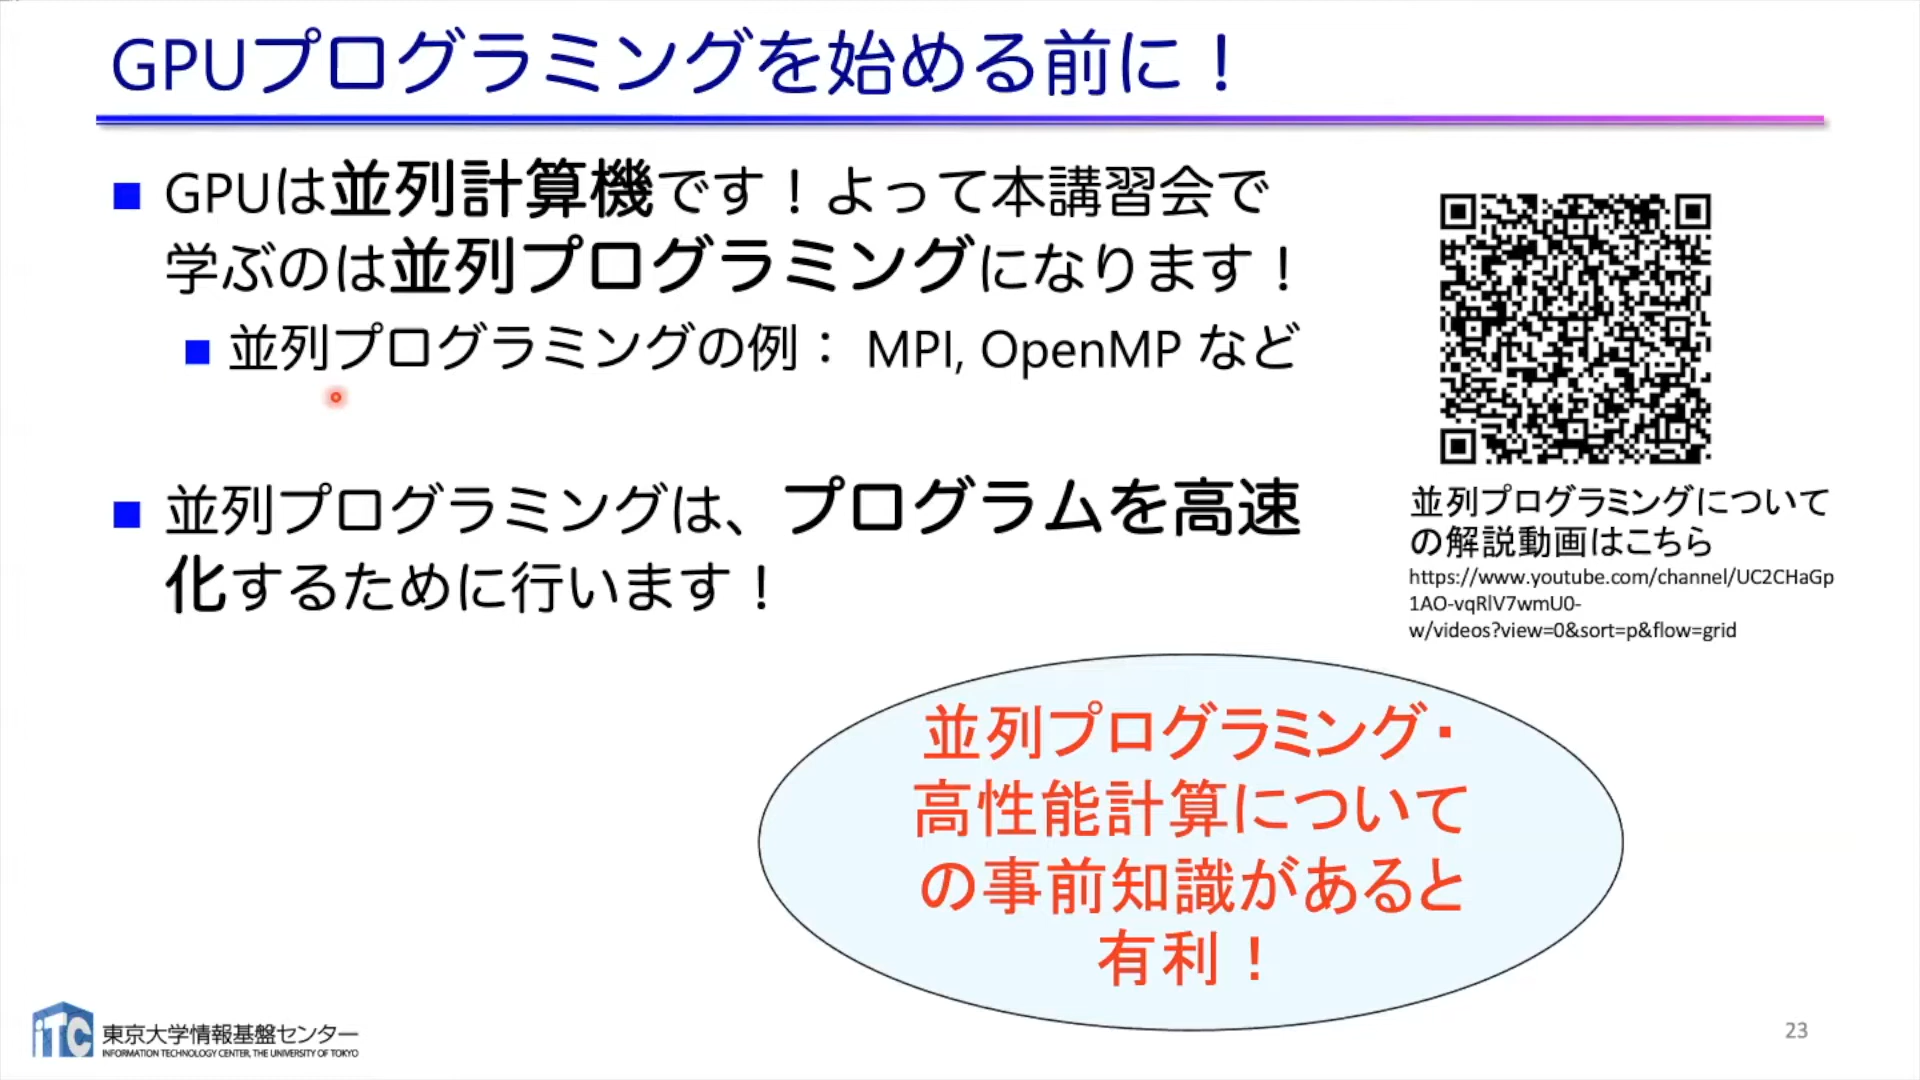 GPUプログラミングを始める前に！
GPUは並列計算機です！よって本講習会で
学ぶのは並列プログラミングになります！
並列プログラミングの例： MPI, OpenMP など
並列プログラミングは、プログラムを高速
化するために行います！
並列プログラミングについて
の解説動画はこちら
https://www.youtube.com/channel/UC2CHaGp
1AO-vqRlV7wmU0-
w/videos?view=0&sort=p&flow=grid
並列プログラミング・
高性能計算について
の事前知識があると
有利！
iTC
東京大学情報基盤センター
INFORMATION TECHNOLOGY CENTER, THE UNIVERSITY OF TOKYO
23